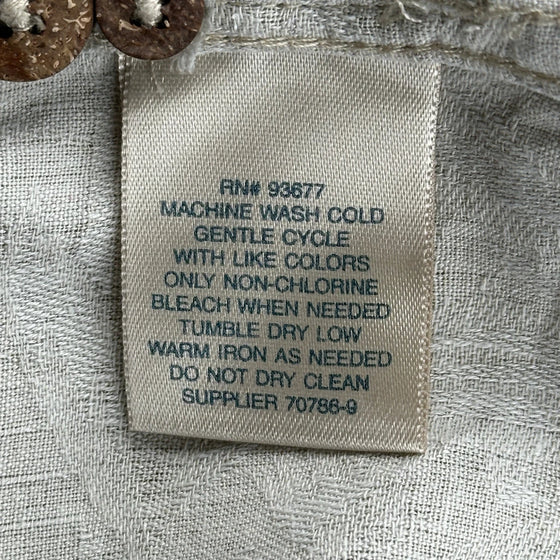 RN# 93677
MACHINE WASH COLD
GENTLE CYCLE
WITH LIKE COLORS
ONLY NON-CHLORINE
BLEACH WHEN NEEDED
TUMBLE DRY LOW
WARM IRON AS NEEDED
DO NOT DRY CLEAN
SUPPLIER 70786-9